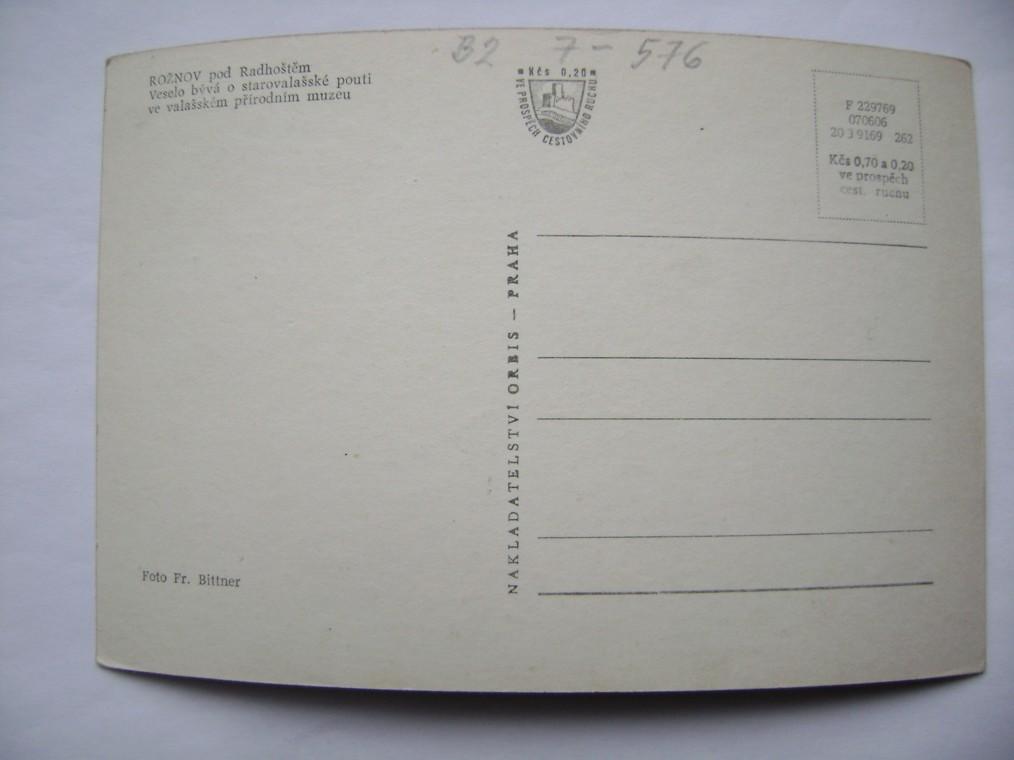 B2 7 - 576
ROŽNOV pod Radhoštěm
Veselo bývá o starovalašské pouti
ve valašském přírodním muzeu
Kčs 0,20
VE PROSPĚCH CESTOVNÍHO RUCHU
F 229769
070606
20 3 9169 262
Kčs 0,70 a 0,20
ve prospěch
cest. ruchu
NAKLADATELSTVI ORBIS – PRAHA
Foto Fr. Bittner